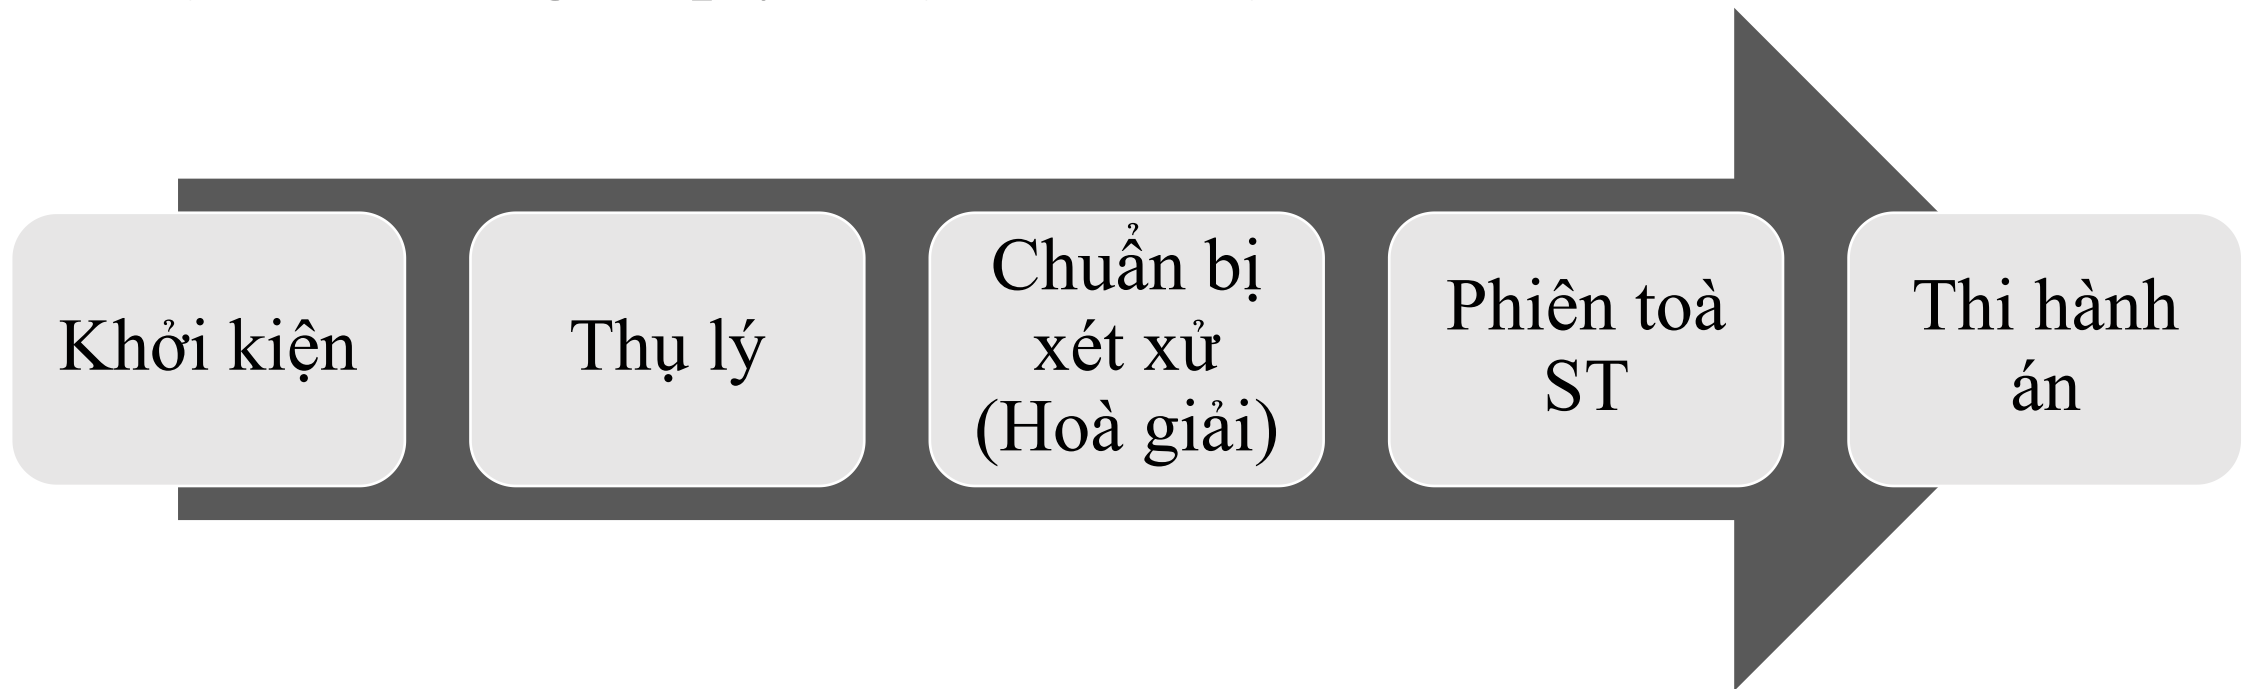 Khởi kiện
Thụ lý
Chuẩn bị
xét xử
(Hoà giải)
Phiên toà
ST
Thi hành
án